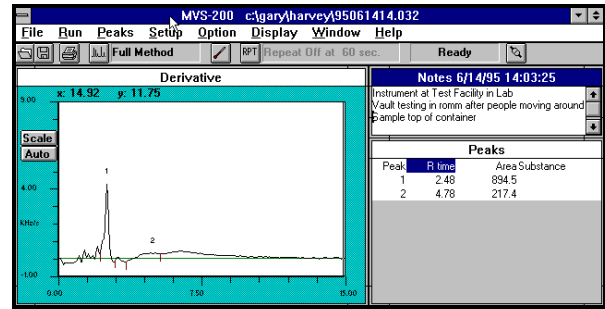 MVS-200 c:\gary\harvey\95061414.032
File Run Peaks Setup Option Display Window Help
Full Method RPT Repeat Off at 60 sec. Ready
Derivative
x: 14.92 y: 11.75
9.00
Scale
Auto
1
4.00
KHz/s
2
-1.00
0.00 7.50 15.00
Notes 6/14/95 14:03:25
Instrument at Test Facility in Lab
Vault testing in romm after people moving around
Sample top of container
Peaks
Peak R time Area Substance
1 2.48 894.5
2 4.78 217.4